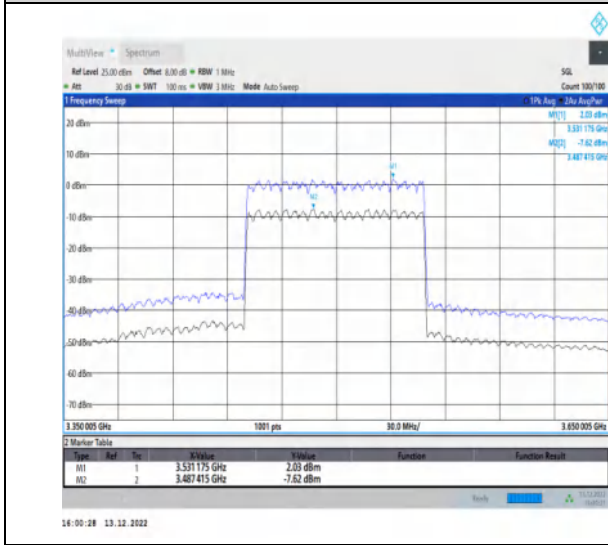 MultiView Spectrum
Ref Level 25.00 dBm Offset 8.00 dB RBW 1 MHz SGL
Att 30 dB SWT 100 ms VBW 3 MHz Mode Auto Sweep Count 100/100
1 Frequency Sweep 1Pk Avg 2Av AvgPwr
M1[1] 2.03 dBm
3.531 175 GHz
M2[2] -7.62 dBm
3.487 415 GHz
20 dBm
10 dBm
M1
0 dBm
M2
-10 dBm
-20 dBm
-30 dBm
-40 dBm
-50 dBm
-60 dBm
-70 dBm
3.350 005 GHz 1001 pts 30.0 MHz/ 3.650 005 GHz
2 Marker Table
Type Ref Trc X-Value Y-Value Function Function Result
M1 1 3.531 175 GHz 2.03 dBm
M2 2 3.487 415 GHz -7.62 dBm
Ready
16:00:28 13.12.2022